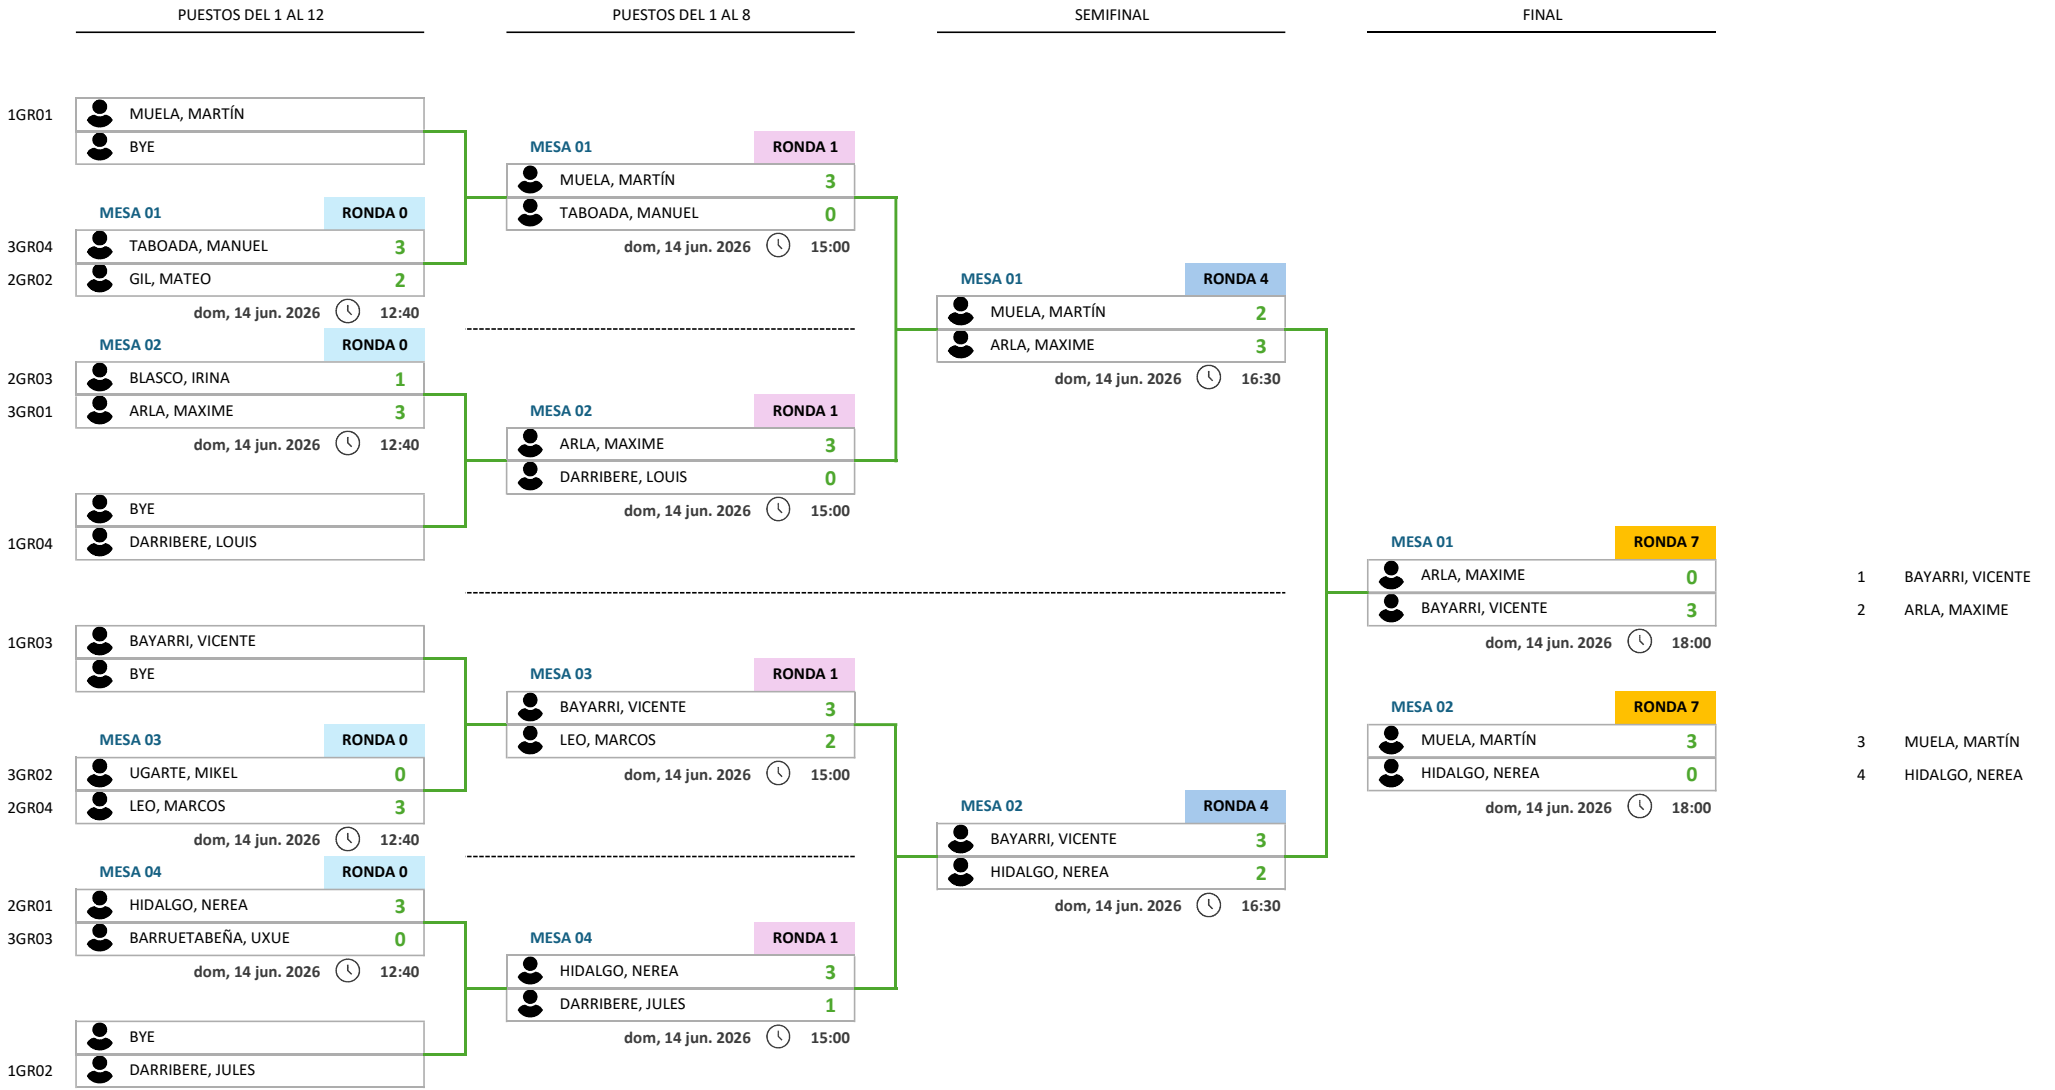 PUESTOS DEL 1 AL 12
PUESTOS DEL 1 AL 8
SEMIFINAL
FINAL
1GR01 MUELA, MARTÍN
BYE
MESA 01 RONDA 0
3GR04 TABOADA, MANUEL 3
2GR02 GIL, MATEO 2
dom, 14 jun. 2026 12:40
MESA 02 RONDA 0
2GR03 BLASCO, IRINA 1
3GR01 ARLA, MAXIME 3
dom, 14 jun. 2026 12:40
BYE
1GR04 DARRIBERE, LOUIS
1GR03 BAYARRI, VICENTE
BYE
MESA 03 RONDA 0
3GR02 UGARTE, MIKEL 0
2GR04 LEO, MARCOS 3
dom, 14 jun. 2026 12:40
MESA 04 RONDA 0
2GR01 HIDALGO, NEREA 3
3GR03 BARRUETABEÑA, UXUE 0
dom, 14 jun. 2026 12:40
BYE
1GR02 DARRIBERE, JULES
MESA 01 RONDA 1
MUELA, MARTÍN 3
TABOADA, MANUEL 0
dom, 14 jun. 2026 15:00
MESA 02 RONDA 1
ARLA, MAXIME 3
DARRIBERE, LOUIS 0
dom, 14 jun. 2026 15:00
MESA 03 RONDA 1
BAYARRI, VICENTE 3
LEO, MARCOS 2
dom, 14 jun. 2026 15:00
MESA 04 RONDA 1
HIDALGO, NEREA 3
DARRIBERE, JULES 1
dom, 14 jun. 2026 15:00
MESA 01 RONDA 4
MUELA, MARTÍN 2
ARLA, MAXIME 3
dom, 14 jun. 2026 16:30
MESA 02 RONDA 4
BAYARRI, VICENTE 3
HIDALGO, NEREA 2
dom, 14 jun. 2026 16:30
MESA 01 RONDA 7
ARLA, MAXIME 0
BAYARRI, VICENTE 3
dom, 14 jun. 2026 18:00
MESA 02 RONDA 7
MUELA, MARTÍN 3
HIDALGO, NEREA 0
dom, 14 jun. 2026 18:00
1 BAYARRI, VICENTE
2 ARLA, MAXIME
3 MUELA, MARTÍN
4 HIDALGO, NEREA